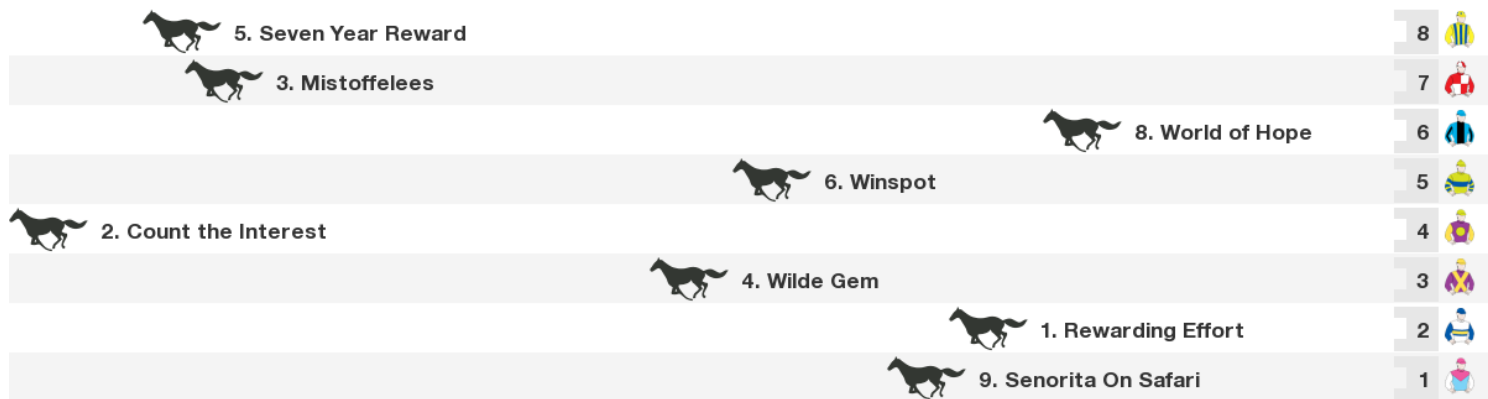 5. Seven Year Reward 8
3. Mistoffelees 7
8. World of Hope 6
6. Winspot 5
2. Count the Interest 4
4. Wilde Gem 3
1. Rewarding Effort 2
9. Senorita On Safari 1